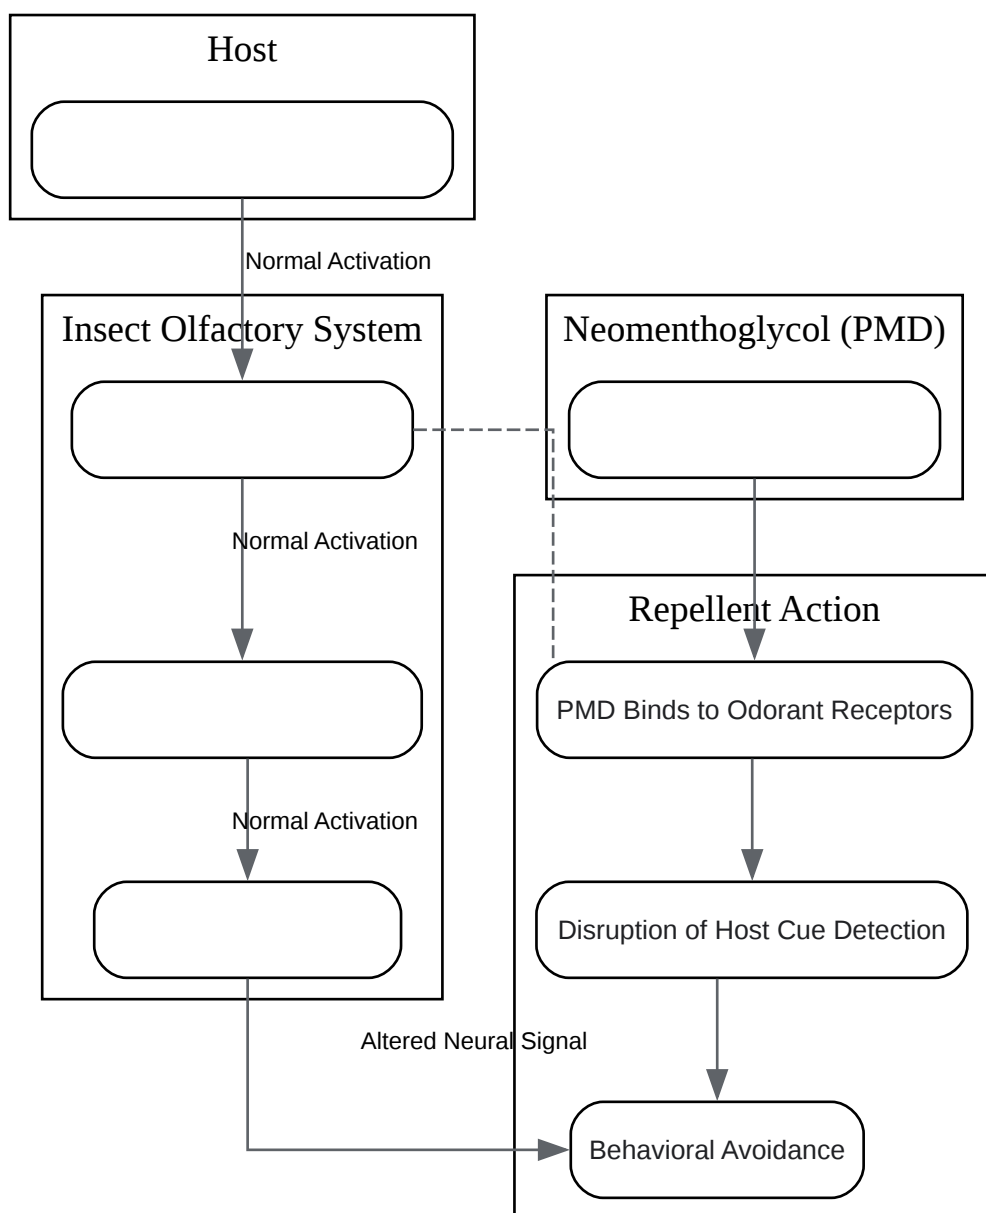 Host
Normal Activation
Insect Olfactory System
Neomenthoglycol (PMD)
Normal Activation
Repellent Action
PMD Binds to Odorant Receptors
Normal Activation
Disruption of Host Cue Detection
Altered Neural Signal
Behavioral Avoidance